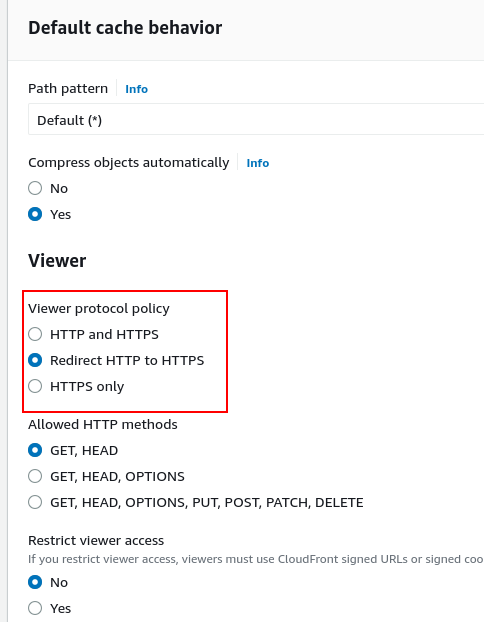 Default cache behavior
Path pattern Info
Default (*)
Compress objects automatically Info
No
Yes
Viewer
Viewer protocol policy
HTTP and HTTPS
Redirect HTTP to HTTPS
HTTPS only
Allowed HTTP methods
GET, HEAD
GET, HEAD, OPTIONS
GET, HEAD, OPTIONS, PUT, POST, PATCH, DELETE
Restrict viewer access
If you restrict viewer access, viewers must use CloudFront signed URLs or signed coo
No
Yes